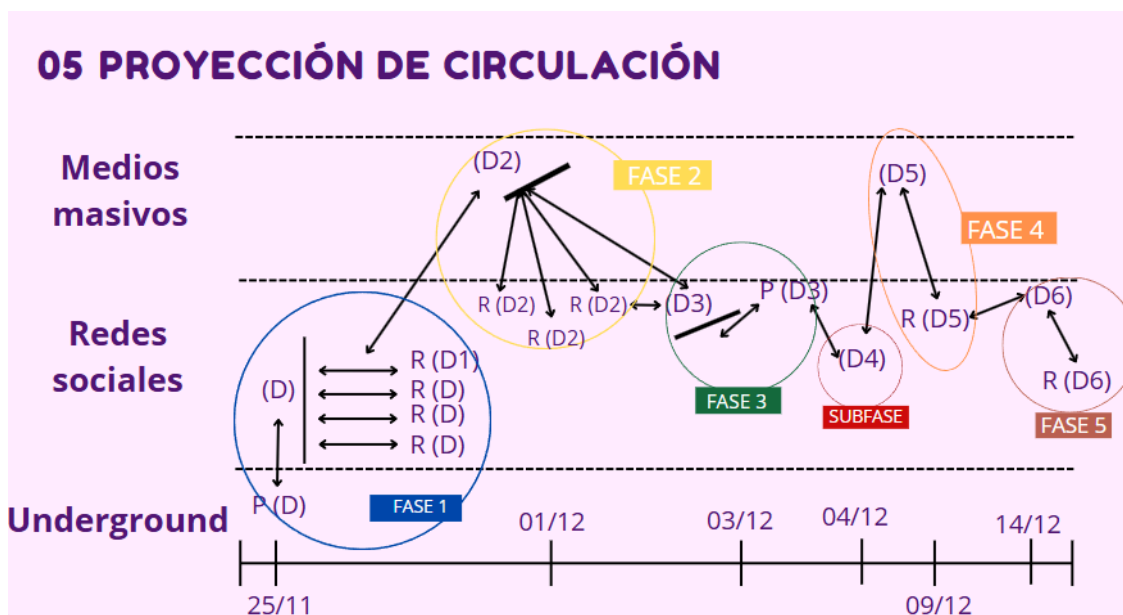 05 PROYECCIÓN DE CIRCULACIÓN
Medios
masivos
(D2)
FASE 2
(D5)
FASE 4
Redes
sociales
R (D2)
R (D2)
R (D2)
(D3)
P (D3)
R (D5)
(D6)
(D)
R (D1)
R (D)
R (D)
R (D)
(D4)
R (D6)
FASE 3
SUBFASE
FASE 5
Underground
P (D)
FASE 1
01/12
03/12
04/12
14/12
25/11
09/12